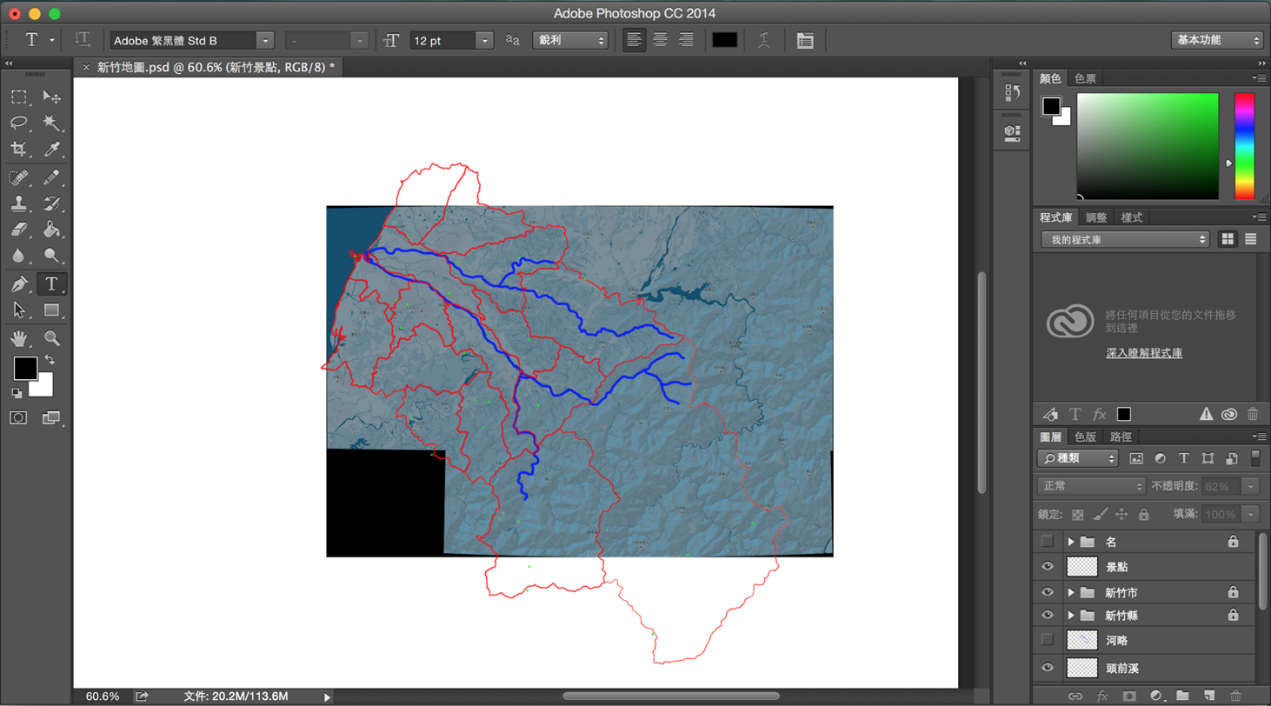 Adobe Photoshop CC 2014
T Adobe 繁黑體 Std B - 12 pt aa 銳利 基本功能
× 新竹地圖.psd @ 60.6% (新竹景點, RGB/8) *
顏色 色票
程式庫 調整 樣式
我的程式庫
將任何項目從您的文件拖移
到這裡
深入瞭解程式庫
圖層 色版 路徑
種類
正常 不透明度: 62%
鎖定: 填滿: 100%
名
景點
新竹市
新竹縣
河略
頭前溪
60.6% 文件: 20.2M/113.6M